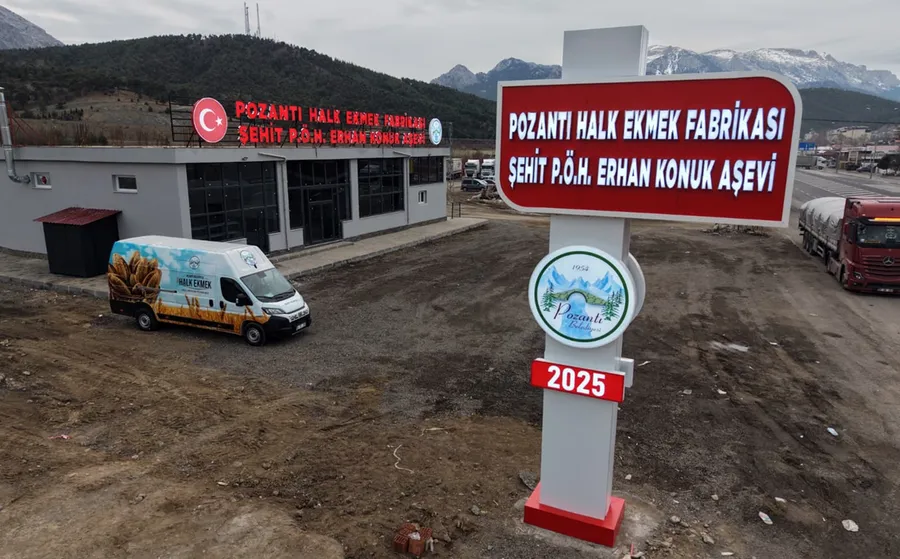 POZANTI HALK EKMEK FABRİKASI
ŞEHİT P.Ö.H. ERHAN KONUK AŞEVİ
POZANTI HALK EKMEK FABRİKASI
ŞEHİT P.Ö.H. ERHAN KONUK AŞEVİ
HALK EKMEK
1954
Pozantı
Belediyesi
2025